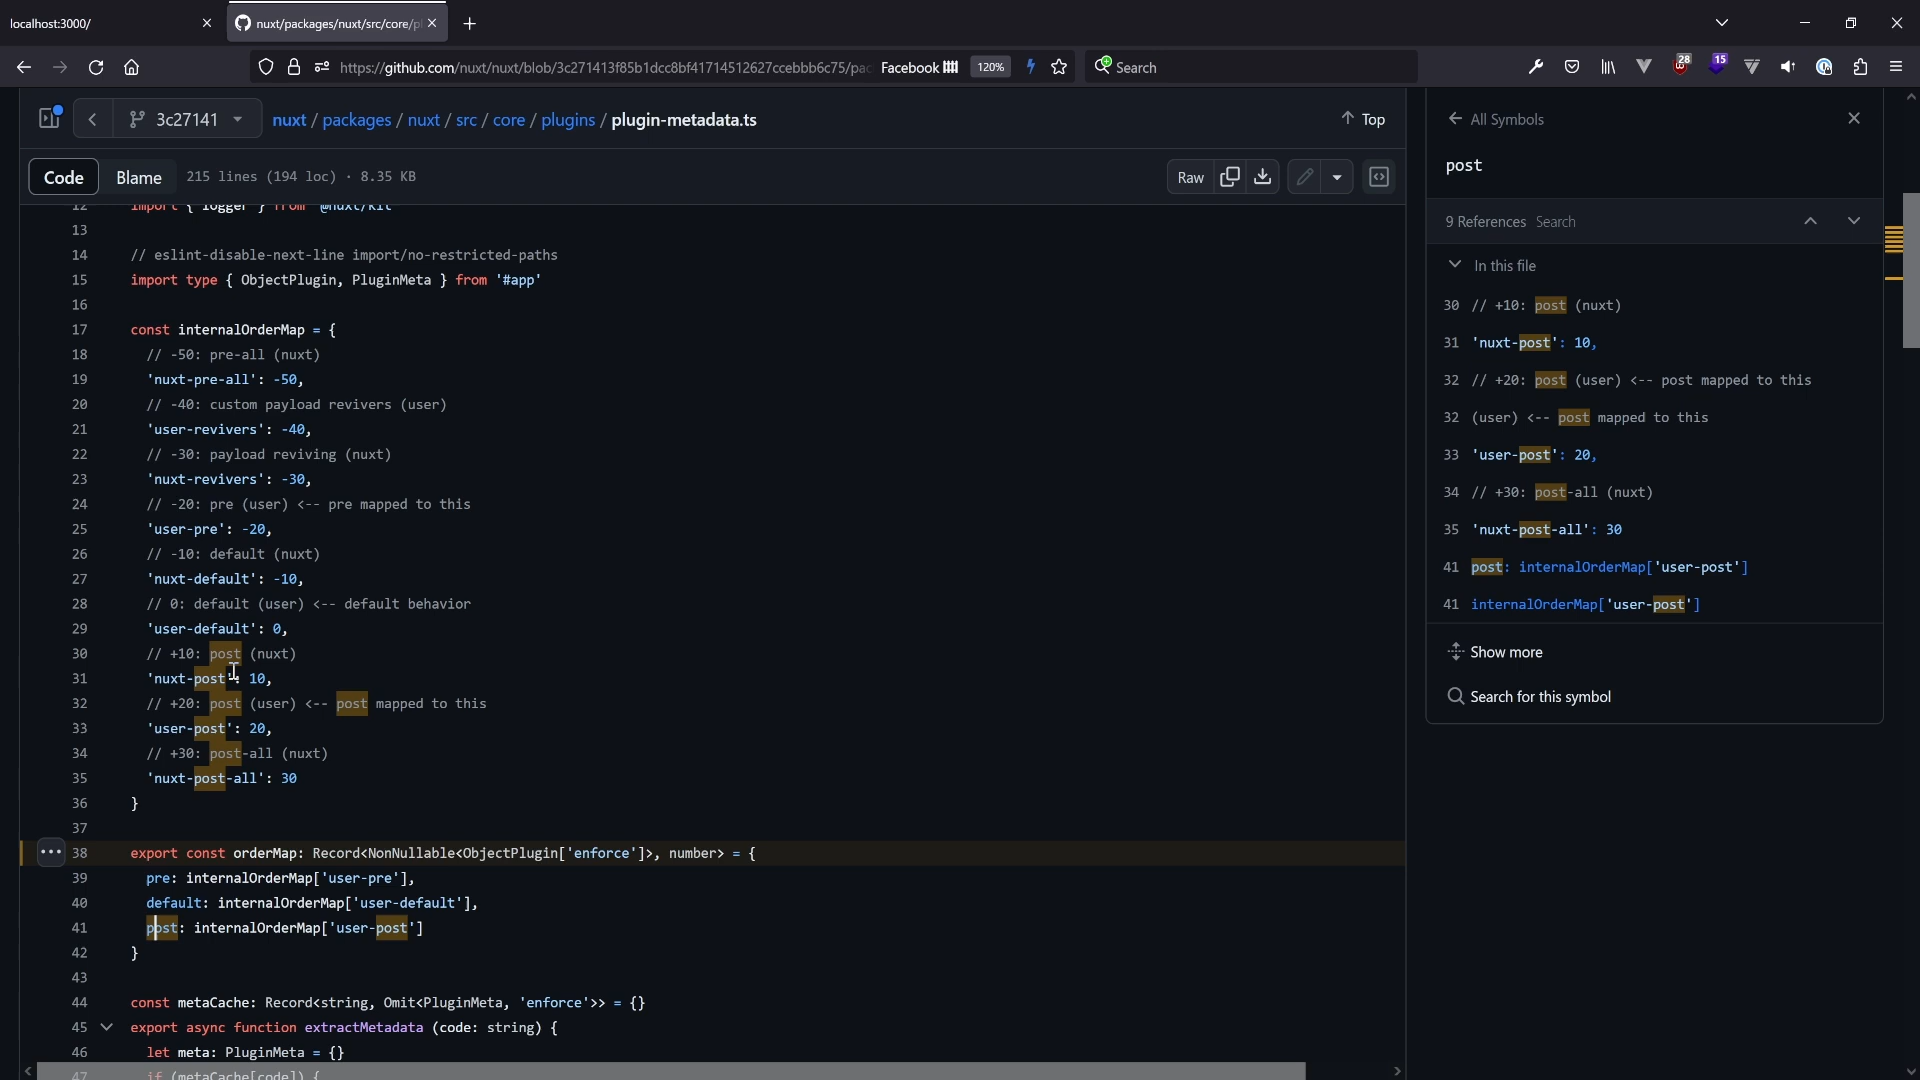 localhost:3000/
nuxt/packages/nuxt/src/core/pl
https://github.com/nuxt/nuxt/blob/3c271413f85b1dcc8bf41714512627ccebbb6c75/pac
Facebook
120%
Search
28
15
3c27141
nuxt / packages / nuxt / src / core / plugins / plugin-metadata.ts
Top
Code
Blame
215 lines (194 loc) · 8.35 KB
Raw
12 import { logger } from '@nuxt/kit'
13
14 // eslint-disable-next-line import/no-restricted-paths
15 import type { ObjectPlugin, PluginMeta } from '#app'
16
17 const internalOrderMap = {
18 // -50: pre-all (nuxt)
19 'nuxt-pre-all': -50,
20 // -40: custom payload revivers (user)
21 'user-revivers': -40,
22 // -30: payload reviving (nuxt)
23 'nuxt-revivers': -30,
24 // -20: pre (user) <-- pre mapped to this
25 'user-pre': -20,
26 // -10: default (nuxt)
27 'nuxt-default': -10,
28 // 0: default (user) <-- default behavior
29 'user-default': 0,
30 // +10: post (nuxt)
31 'nuxt-post': 10,
32 // +20: post (user) <-- post mapped to this
33 'user-post': 20,
34 // +30: post-all (nuxt)
35 'nuxt-post-all': 30
36 }
37
38 export const orderMap: Record<NonNullable<ObjectPlugin['enforce']>, number> = {
39 pre: internalOrderMap['user-pre'],
40 default: internalOrderMap['user-default'],
41 post: internalOrderMap['user-post']
42 }
43
44 const metaCache: Record<string, Omit<PluginMeta, 'enforce'>> = {}
45 export async function extractMetadata (code: string) {
46 let meta: PluginMeta = {}
47 if (metaCache[code]) {
All Symbols
post
9 References Search
In this file
30 // +10: post (nuxt)
31 'nuxt-post': 10,
32 // +20: post (user) <-- post mapped to this
32 (user) <-- post mapped to this
33 'user-post': 20,
34 // +30: post-all (nuxt)
35 'nuxt-post-all': 30
41 post: internalOrderMap['user-post']
41 internalOrderMap['user-post']
Show more
Search for this symbol